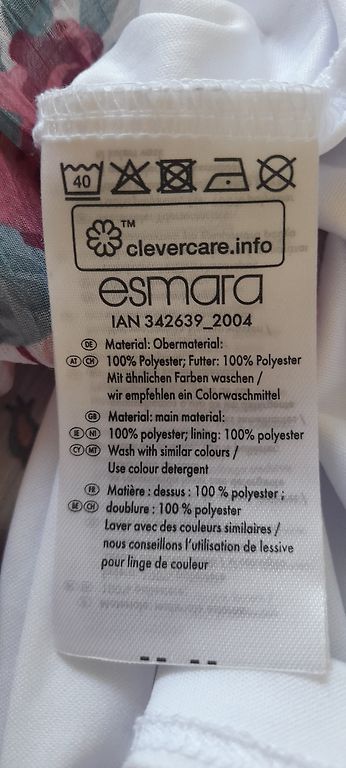 40
TM
clevercare.info
esmara
IAN 342639_2004
DE Material: Obermaterial:
AT CH 100% Polyester; Futter: 100% Polyester
Mit ähnlichen Farben waschen /
wir empfehlen ein Colorwaschmittel
GB Material: main material:
IE NI 100% polyester; lining: 100% polyester
CY MT Wash with similar colours /
Use colour detergent
FR Matière : dessus : 100 % polyester ;
BE CH doublure : 100 % polyester
Laver avec des couleurs similaires /
nous conseillons l'utilisation de lessive
pour linge de couleur